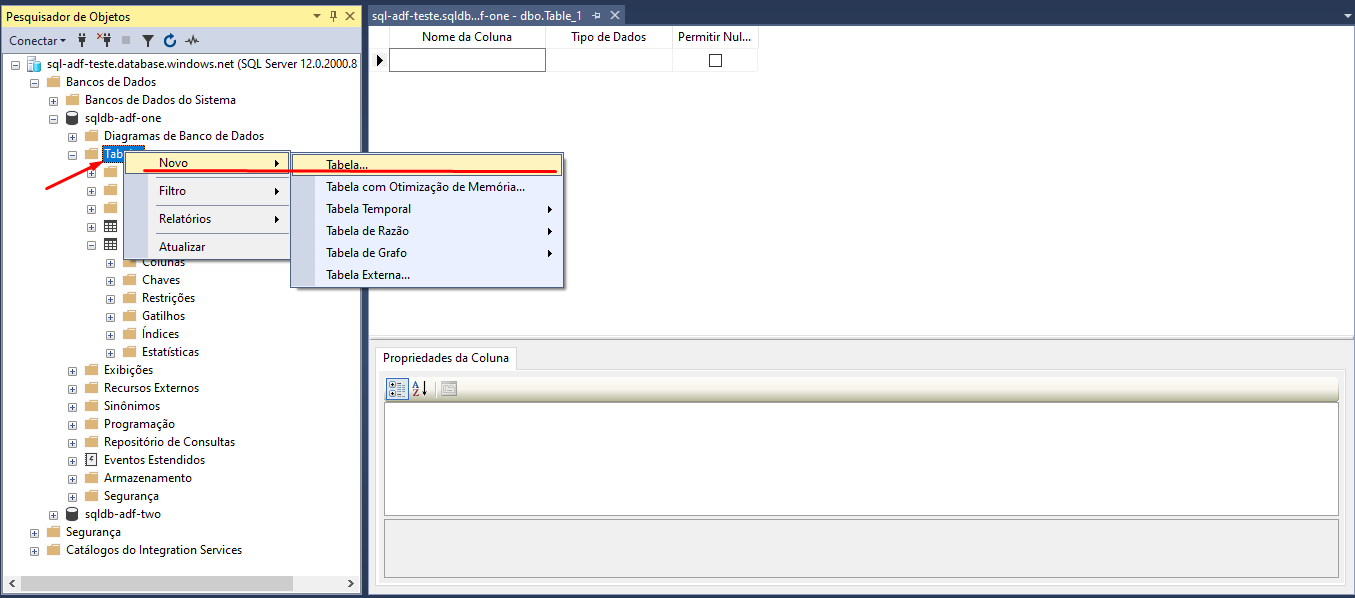 Pesquisador de Objetos
Conectar
sql-adf-teste.database.windows.net (SQL Server 12.0.2000.8
Bancos de Dados
Bancos de Dados do Sistema
sqldb-adf-one
Diagramas de Banco de Dados
Tab
Colunas
Chaves
Restrições
Gatilhos
Índices
Estatísticas
Exibições
Recursos Externos
Sinônimos
Programação
Repositório de Consultas
Eventos Estendidos
Armazenamento
Segurança
sqldb-adf-two
Segurança
Catálogos do Integration Services
Novo
Filtro
Relatórios
Atualizar
Tabela...
Tabela com Otimização de Memória...
Tabela Temporal
Tabela de Razão
Tabela de Grafo
Tabela Externa...
sql-adf-teste.sqldb...f-one - dbo.Table_1
Nome da Coluna Tipo de Dados Permitir Nul...
Propriedades da Coluna